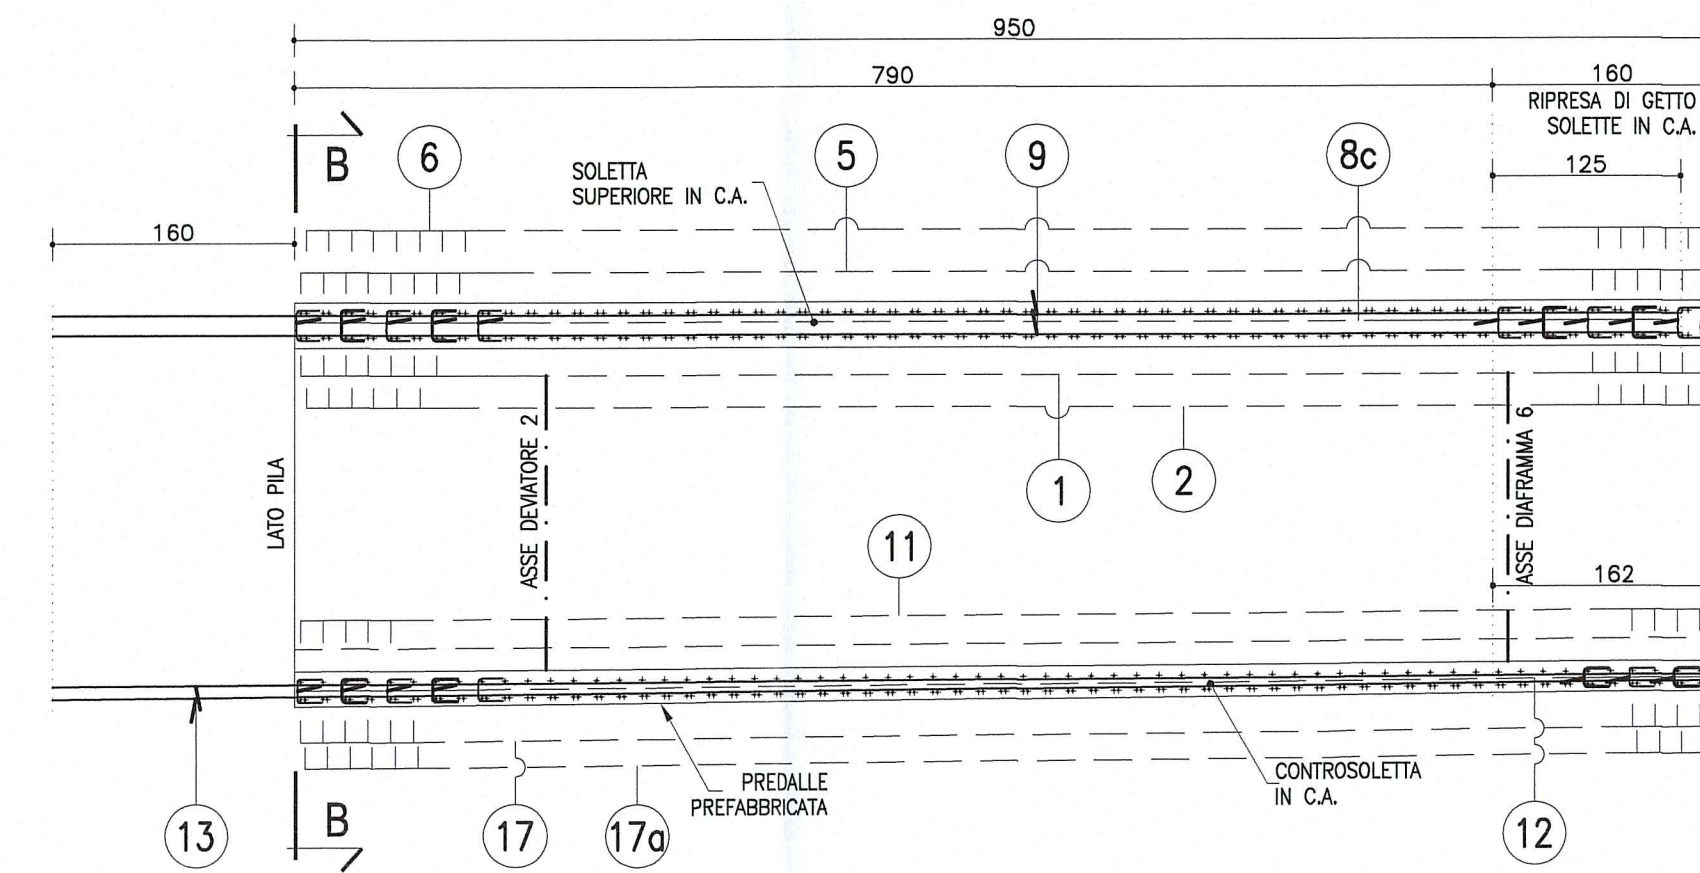 950
790
160
RIPRESA DI GETTO
SOLETTE IN C.A.
125
B
6
SOLETTA
SUPERIORE IN C.A.
5
9
8c
160
LATO PILA
ASSE DEVIATORE 2
1
2
ASSE DIAFRAMMA 6
11
162
PREDALLE
PREFABBRICATA
CONTROSOLETTA
IN C.A.
13
B
17
17a
12